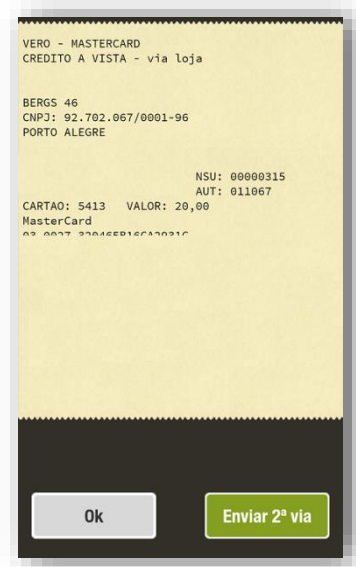 VERO - MASTERCARD
CREDITO A VISTA - via loja
BERGS 46
CNPJ: 92.702.067/0001-96
PORTO ALEGRE
NSU: 00000315
AUT: 011067
CARTAO: 5413 VALOR: 20,00
MasterCard
Ok
Enviar 2ª via